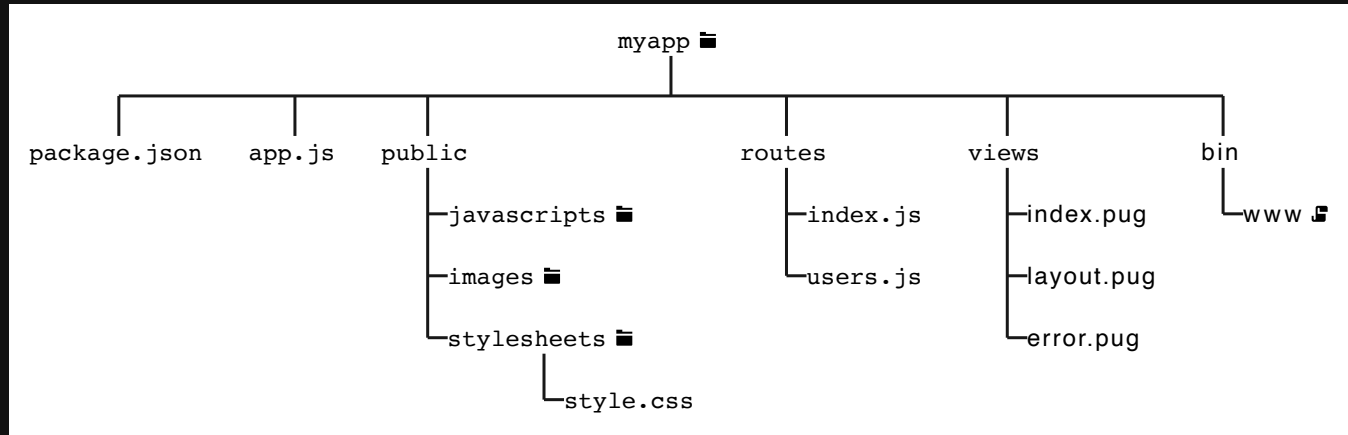 myapp
package.json app.js public routes views bin
javascripts index.js index.pug www
images users.js layout.pug
stylesheets error.pug
style.css